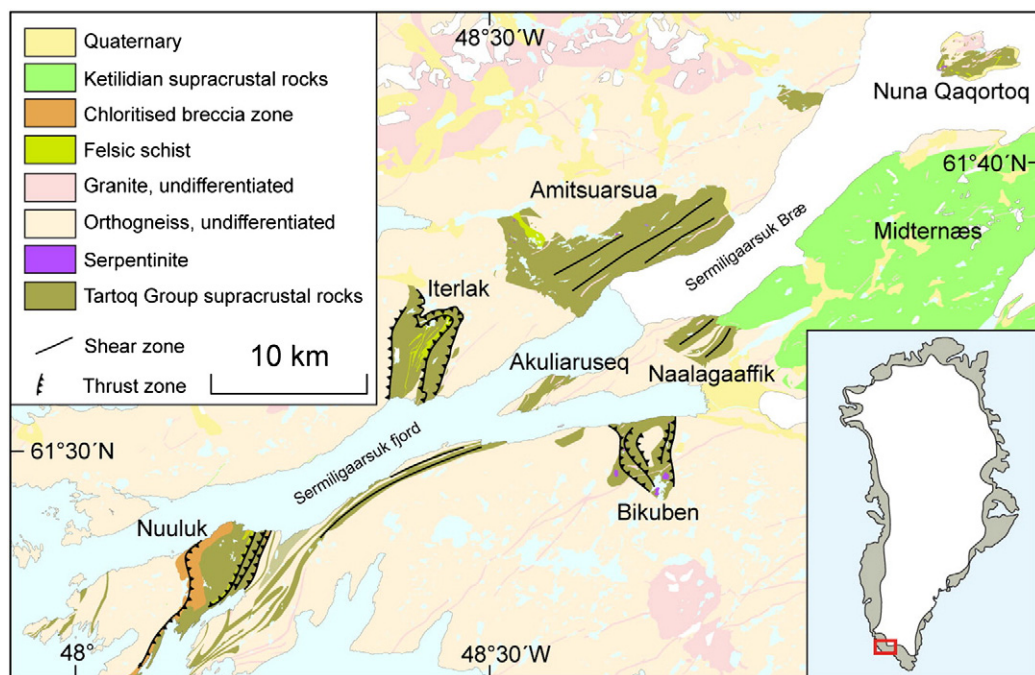 Quaternary
Ketilidian supracrustal rocks
Chloritised breccia zone
Felsic schist
Granite, undifferentiated
Orthogneiss, undifferentiated
Serpentinite
Tartoq Group supracrustal rocks
Shear zone
Thrust zone
10 km
48°30´W
Nuna Qaqortoq
61°40´N
Amitsuarsua
Sermiligaarsuk Bræ
Midternæs
Iterlak
Akuliaruseq
Naalagaaffik
61°30´N
Sermiligaarsuk fjord
Bikuben
Nuuluk
48°
48°30´W